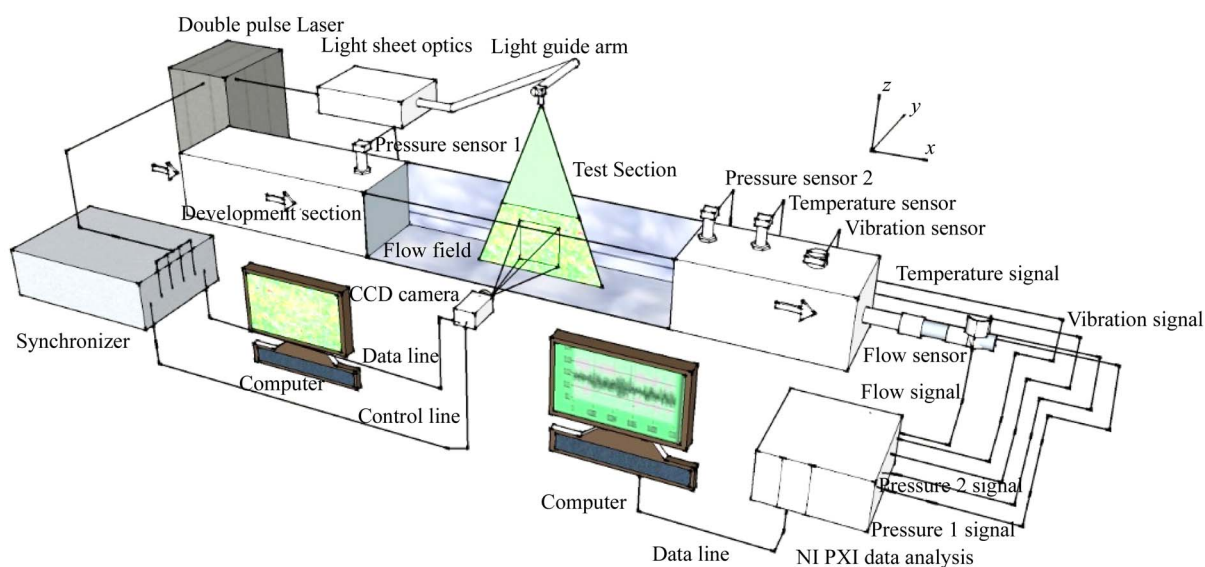 Double pulse Laser
Light sheet optics
Light guide arm
z
y
x
Pressure sensor 1
Test Section
Pressure sensor 2
Temperature sensor
Vibration sensor
Development section
Flow field
Temperature signal
CCD camera
Vibration signal
Synchronizer
Flow sensor
Data line
Computer
Flow signal
Control line
Pressure 2 signal
Computer
Pressure 1 signal
Data line
NI PXI data analysis